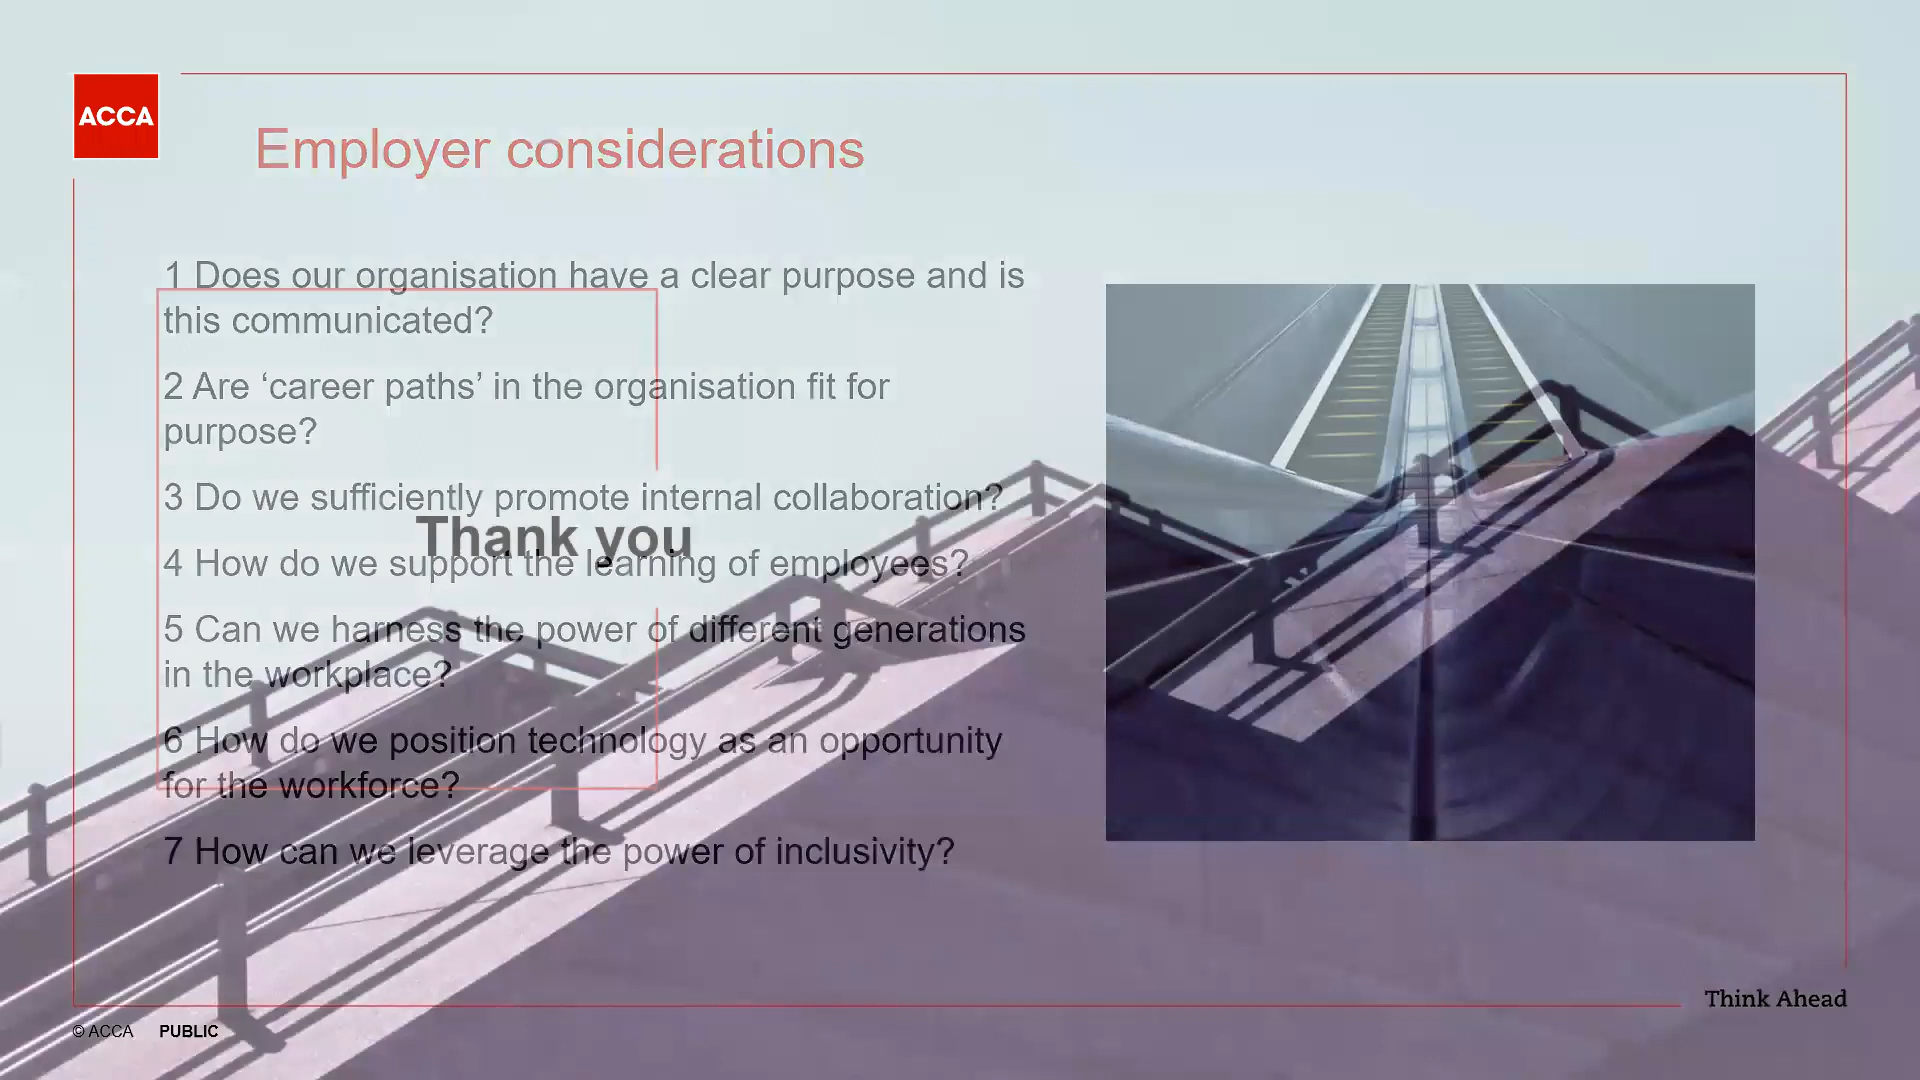 ACCA
Employer considerations
1 Does our organisation have a clear purpose and is
this communicated?
2 Are ‘career paths’ in the organisation fit for
purpose?
3 Do we sufficiently promote internal collaboration?
Thank you
4 How do we support the learning of employees?
5 Can we harness the power of different generations
in the workplace?
6 How do we position technology as an opportunity
for the workforce?
7 How can we leverage the power of inclusivity?
Think Ahead
© ACCA PUBLIC